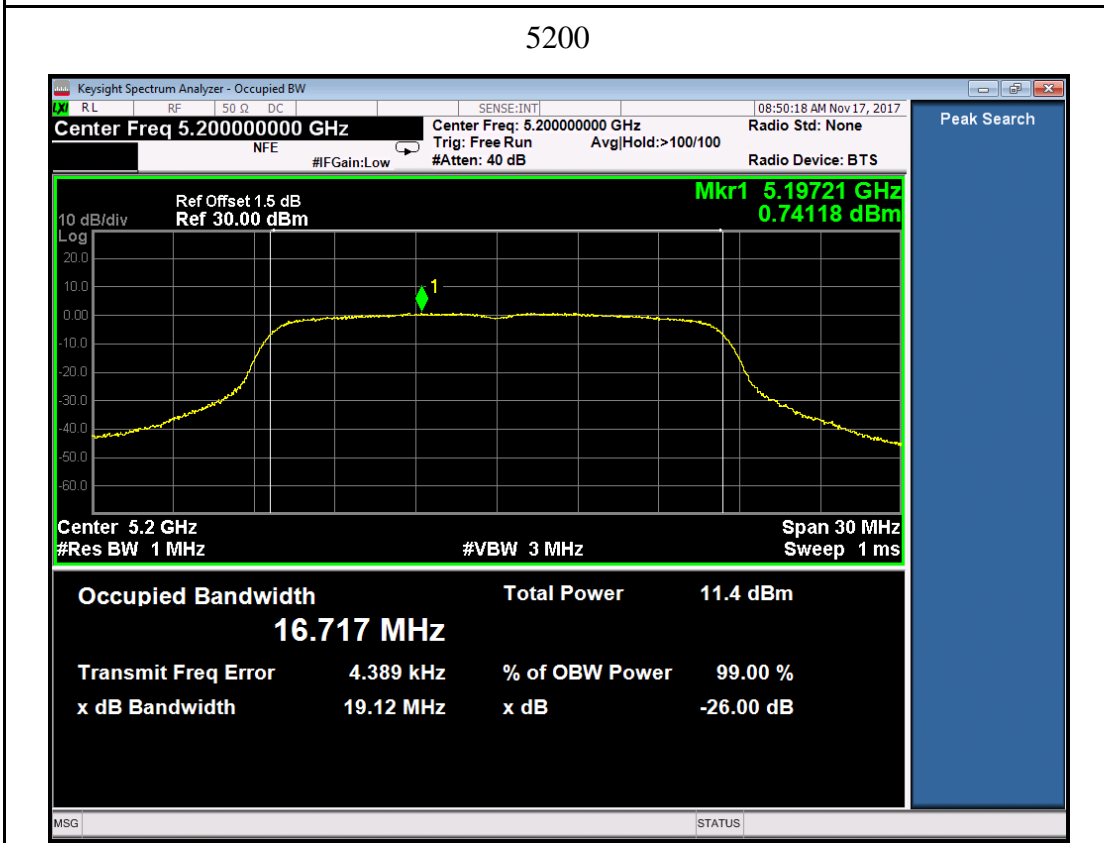 5200
Keysight Spectrum Analyzer - Occupied BW
LXI RL RF 50 Ω DC SENSE:INT 08:50:18 AM Nov 17, 2017
Center Freq 5.200000000 GHz Center Freq: 5.200000000 GHz Radio Std: None
NFE Trig: Free Run Avg|Hold:>100/100
#IFGain:Low #Atten: 40 dB Radio Device: BTS
Peak Search
Mkr1 5.19721 GHz
Ref Offset 1.5 dB 0.74118 dBm
10 dB/div Ref 30.00 dBm
Log
20.0
10.0
1
0.00
-10.0
-20.0
-30.0
-40.0
-50.0
-60.0
Center 5.2 GHz Span 30 MHz
#Res BW 1 MHz #VBW 3 MHz Sweep 1 ms
Occupied Bandwidth Total Power 11.4 dBm
16.717 MHz
Transmit Freq Error 4.389 kHz % of OBW Power 99.00 %
x dB Bandwidth 19.12 MHz x dB -26.00 dB
MSG STATUS